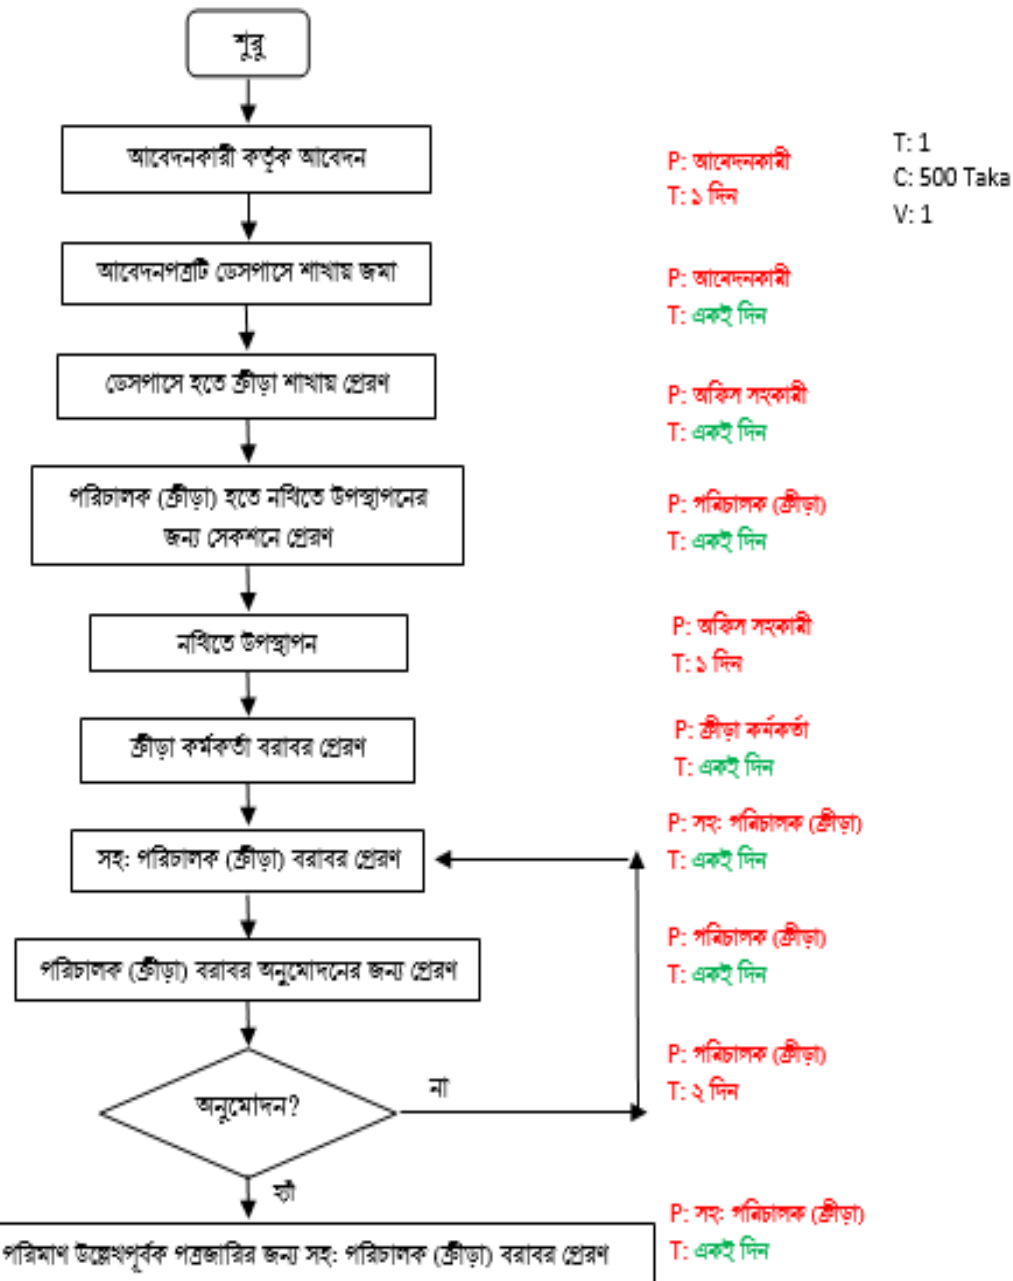 শুরু
আবেদনকারী কর্তৃক আবেদন
P: আবেদনকারী
T: ১ দিন
T: 1
C: 500 Taka
V: 1
আবেদনপত্রটি ডেসপাসে শাখায় জমা
P: আবেদনকারী
T: একই দিন
ডেসপাসে হতে ক্রীড়া শাখায় প্রেরণ
P: অফিস সহকারী
T: একই দিন
পরিচালক (ক্রীড়া) হতে নথিতে উপস্থাপনের
জন্য সেকশনে প্রেরণ
P: পরিচালক (ক্রীড়া)
T: একই দিন
নথিতে উপস্থাপন
P: অফিস সহকারী
T: ১ দিন
ক্রীড়া কর্মকর্তা বরাবর প্রেরণ
P: ক্রীড়া কর্মকর্তা
T: একই দিন
সহ: পরিচালক (ক্রীড়া) বরাবর প্রেরণ
P: সহ: পরিচালক (ক্রীড়া)
T: একই দিন
পরিচালক (ক্রীড়া) বরাবর অনুমোদনের জন্য প্রেরণ
P: পরিচালক (ক্রীড়া)
T: একই দিন
অনুমোদন?
না
P: পরিচালক (ক্রীড়া)
T: ২ দিন
হ্যাঁ
পরিমাণ উল্লেখপূর্বক পত্রজারির জন্য সহ: পরিচালক (ক্রীড়া) বরাবর প্রেরণ
P: সহ: পরিচালক (ক্রীড়া)
T: একই দিন